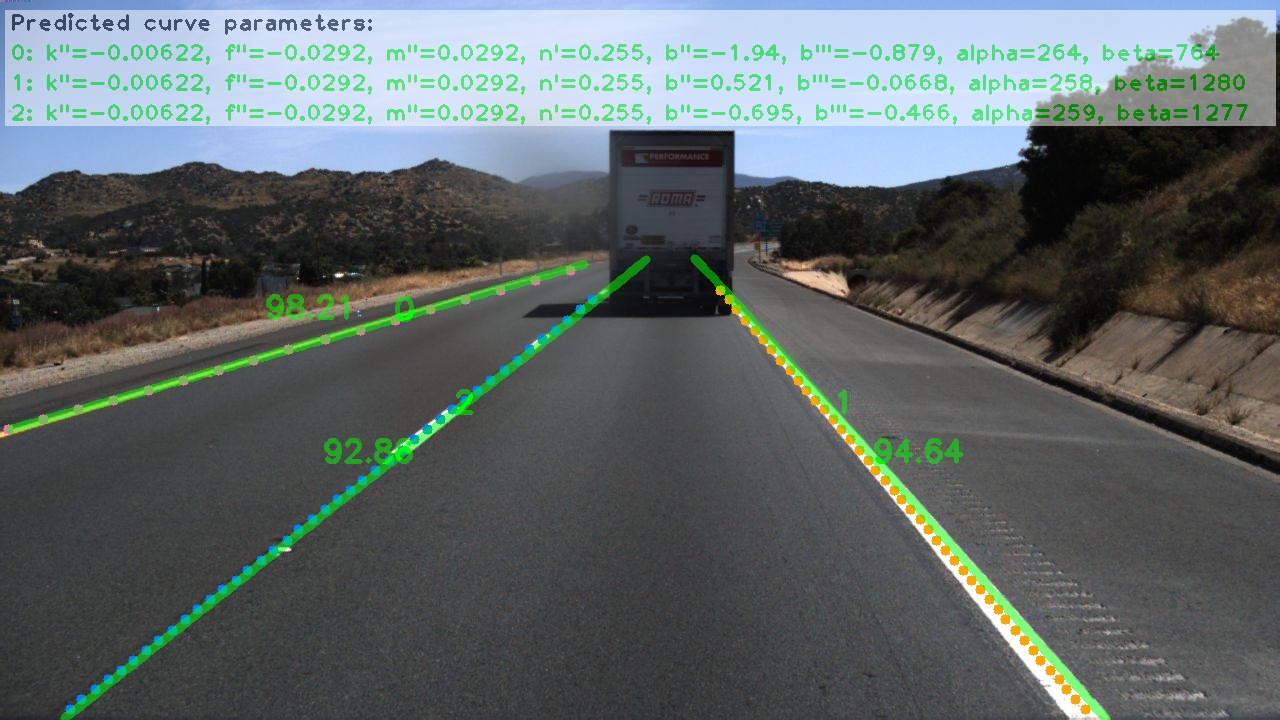 Predicted curve parameters:
0: k''=-0.00622, f''=-0.0292, m''=0.0292, n'=0.255, b''=-1.94, b'''=-0.879, alpha=264, beta=764
1: k''=-0.00622, f''=-0.0292, m''=0.0292, n'=0.255, b''=0.521, b'''=-0.0668, alpha=258, beta=1280
2: k''=-0.00622, f''=-0.0292, m''=0.0292, n'=0.255, b''=-0.695, b'''=-0.466, alpha=259, beta=1277
PERFORMANCE
ROMA
98.21 0
2 1
92.86 94.64